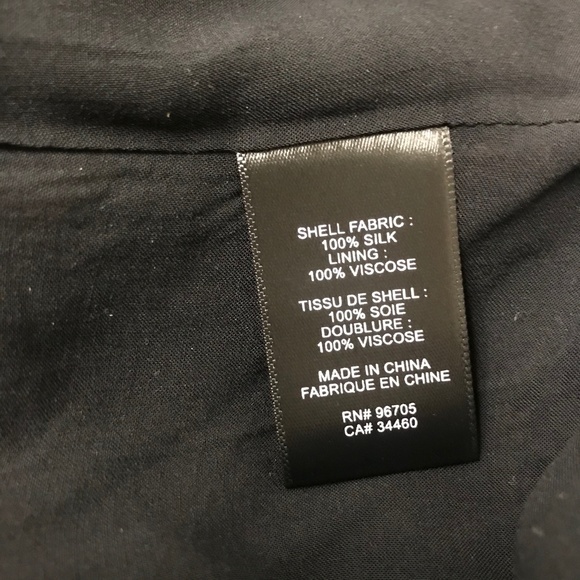 SHELL FABRIC :
100% SILK
LINING :
100% VISCOSE
TISSU DE SHELL :
100% SOIE
DOUBLURE :
100% VISCOSE
MADE IN CHINA
FABRIQUE EN CHINE
RN# 96705
CA# 34460